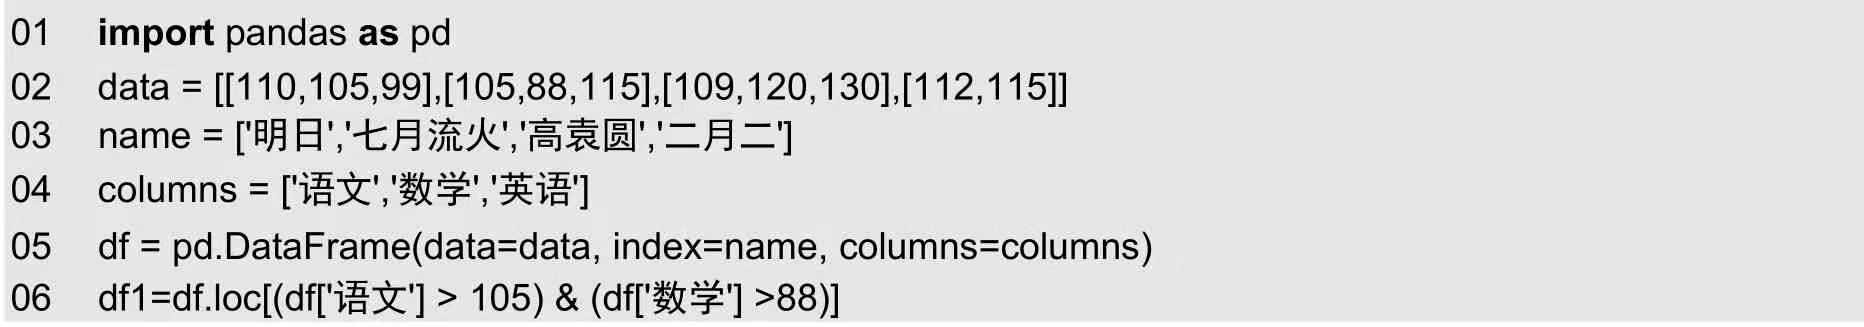 01 import pandas as pd
02 data = [[110,105,99],[105,88,115],[109,120,130],[112,115]]
03 name = ['明日','七月流火','高袁圆','二月二']
04 columns = ['语文','数学','英语']
05 df = pd.DataFrame(data=data, index=name, columns=columns)
06 df1=df.loc[(df['语文'] > 105) & (df['数学'] >88)]